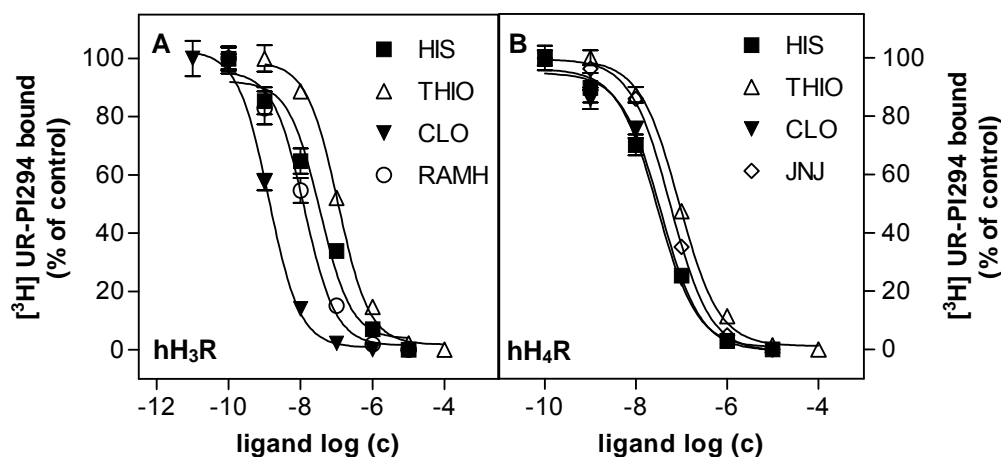 A
HIS
THIO
CLO
RAMH
hH₃R
[³H] UR-PI294 bound
(% of control)
100
80
60
40
20
0
-12
-10
-8
-6
-4
ligand log (c)
B
HIS
THIO
CLO
JNJ
hH₄R
-10
-8
-6
-4
ligand log (c)
100
80
60
40
20
0
[³H] UR-PI294 bound
(% of control)